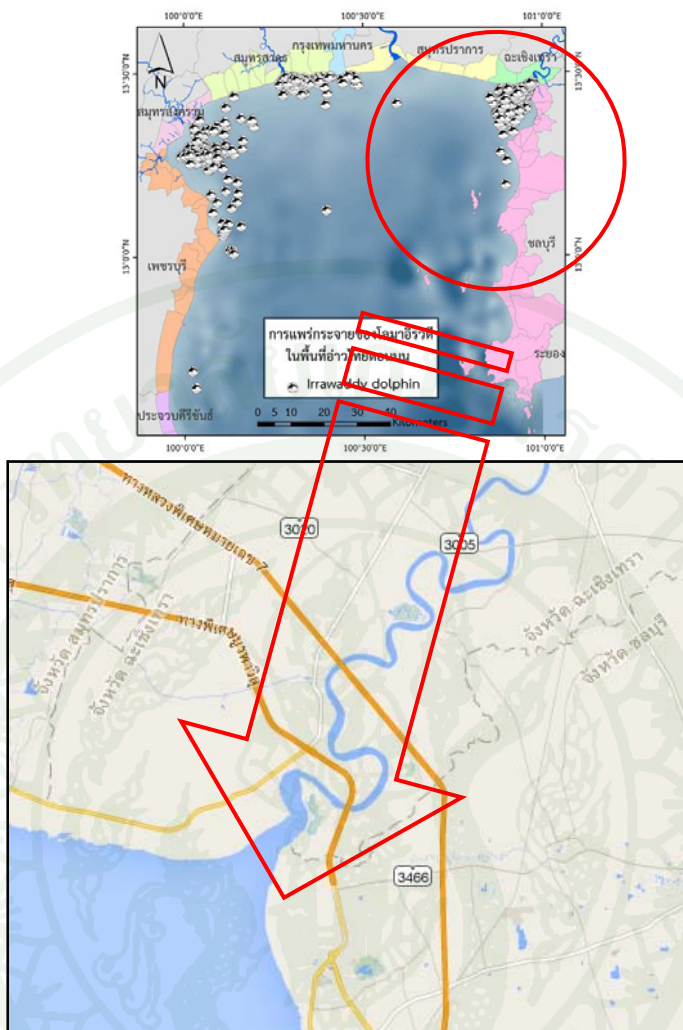 100°0'0"E 100°30'0"E 101°0'0"E
กรุงเทพมหานคร
สมุทรปราการ
สมุทรสาคร
ฉะเชิงเทรา
N
13°30'0"N
13°30'0"N
สมุทรสงคราม
ชลบุรี
13°0'0"N
13°0'0"N
เพชรบุรี
การแพร่กระจายของโลมาอิรวดี
ในพื้นที่อ่าวไทยตอนบน
Irrawaddy dolphin
ระยอง
ประจวบคีรีขันธ์
0 5 10 20 30 40
Kilometers
100°0'0"E 100°30'0"E 101°0'0"E
ทางหลวงพิเศษหมายเลข 7
3005
จังหวัด สมุทรปราการ
จังหวัด ฉะเชิงเทรา
ทางพิเศษบูรพาวิถี
จังหวัด ฉะเชิงเทรา
จังหวัด ชลบุรี
3466